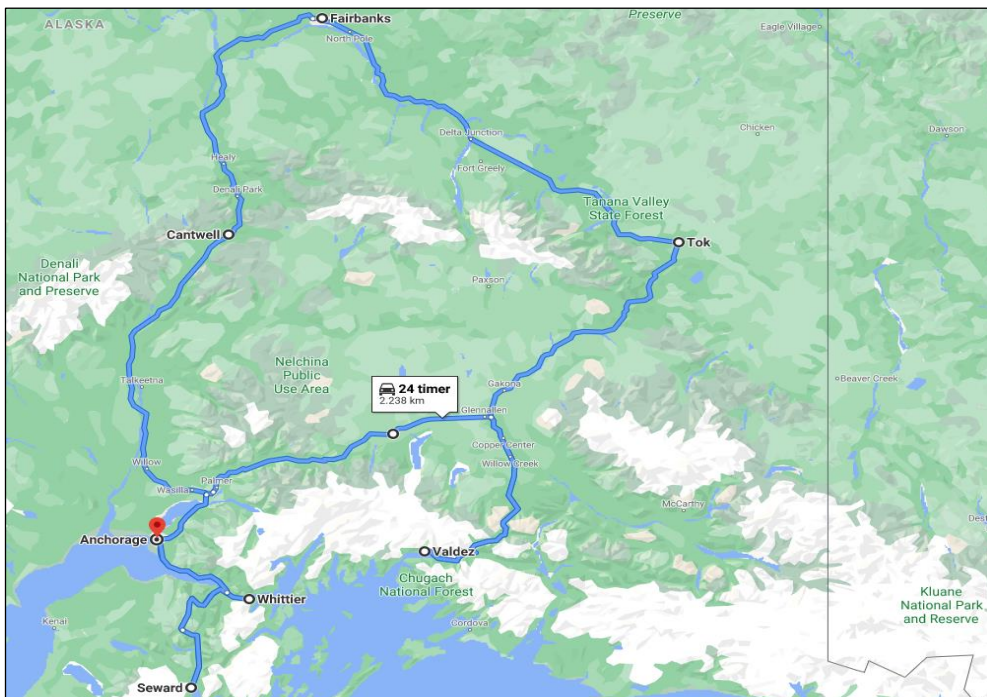 ALASKA
Fairbanks
North Pole
Preserve
Eagle Village
Delta Junction
Chicken
Dawson
Healy
Fort Greely
Denali Park
Tanana Valley
State Forest
Cantwell
Tok
Denali
National Park
and Preserve
Paxson
Nelchina
Public
Use Area
Talkeetna
24 timer
2.238 km
Gakona
Beaver Creek
Glennallen
Copper Center
Willow Creek
Willow
Palmer
Wasilla
McCarthy
Dest
Anchorage
Valdez
Chugach
National Forest
Whittier
Kluane
National Park
and Reserve
Kenai
Cordova
Seward